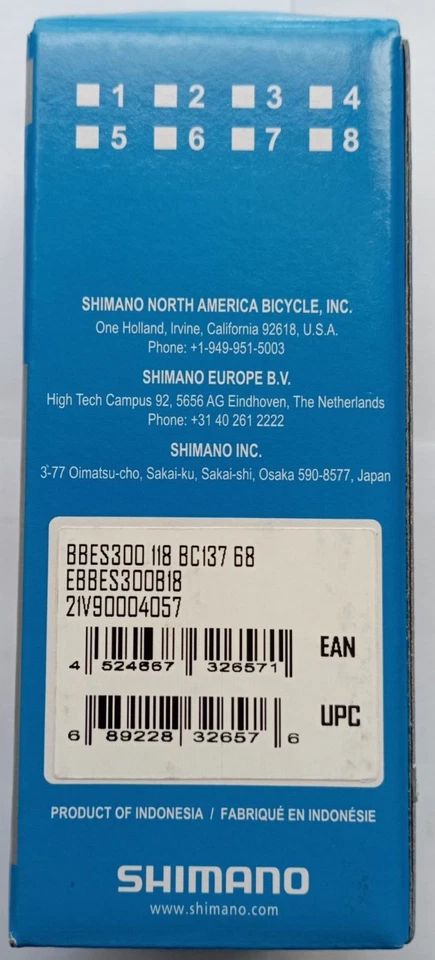 1 2 3 4
5 6 7 8
SHIMANO NORTH AMERICA BICYCLE, INC.
One Holland, Irvine, California 92618, U.S.A.
Phone: +1-949-951-5003
SHIMANO EUROPE B.V.
High Tech Campus 92, 5656 AG Eindhoven, The Netherlands
Phone: +31 40 261 2222
SHIMANO INC.
3-77 Oimatsu-cho, Sakai-ku, Sakai-shi, Osaka 590-8577, Japan
BBES300 118 BC137 68
EBBES300B18
21V90004057
4 524667 326571 EAN
6 89228 32657 6 UPC
PRODUCT OF INDONESIA / FABRIQUÉ EN INDONÉSIE
SHIMANO
www.shimano.com